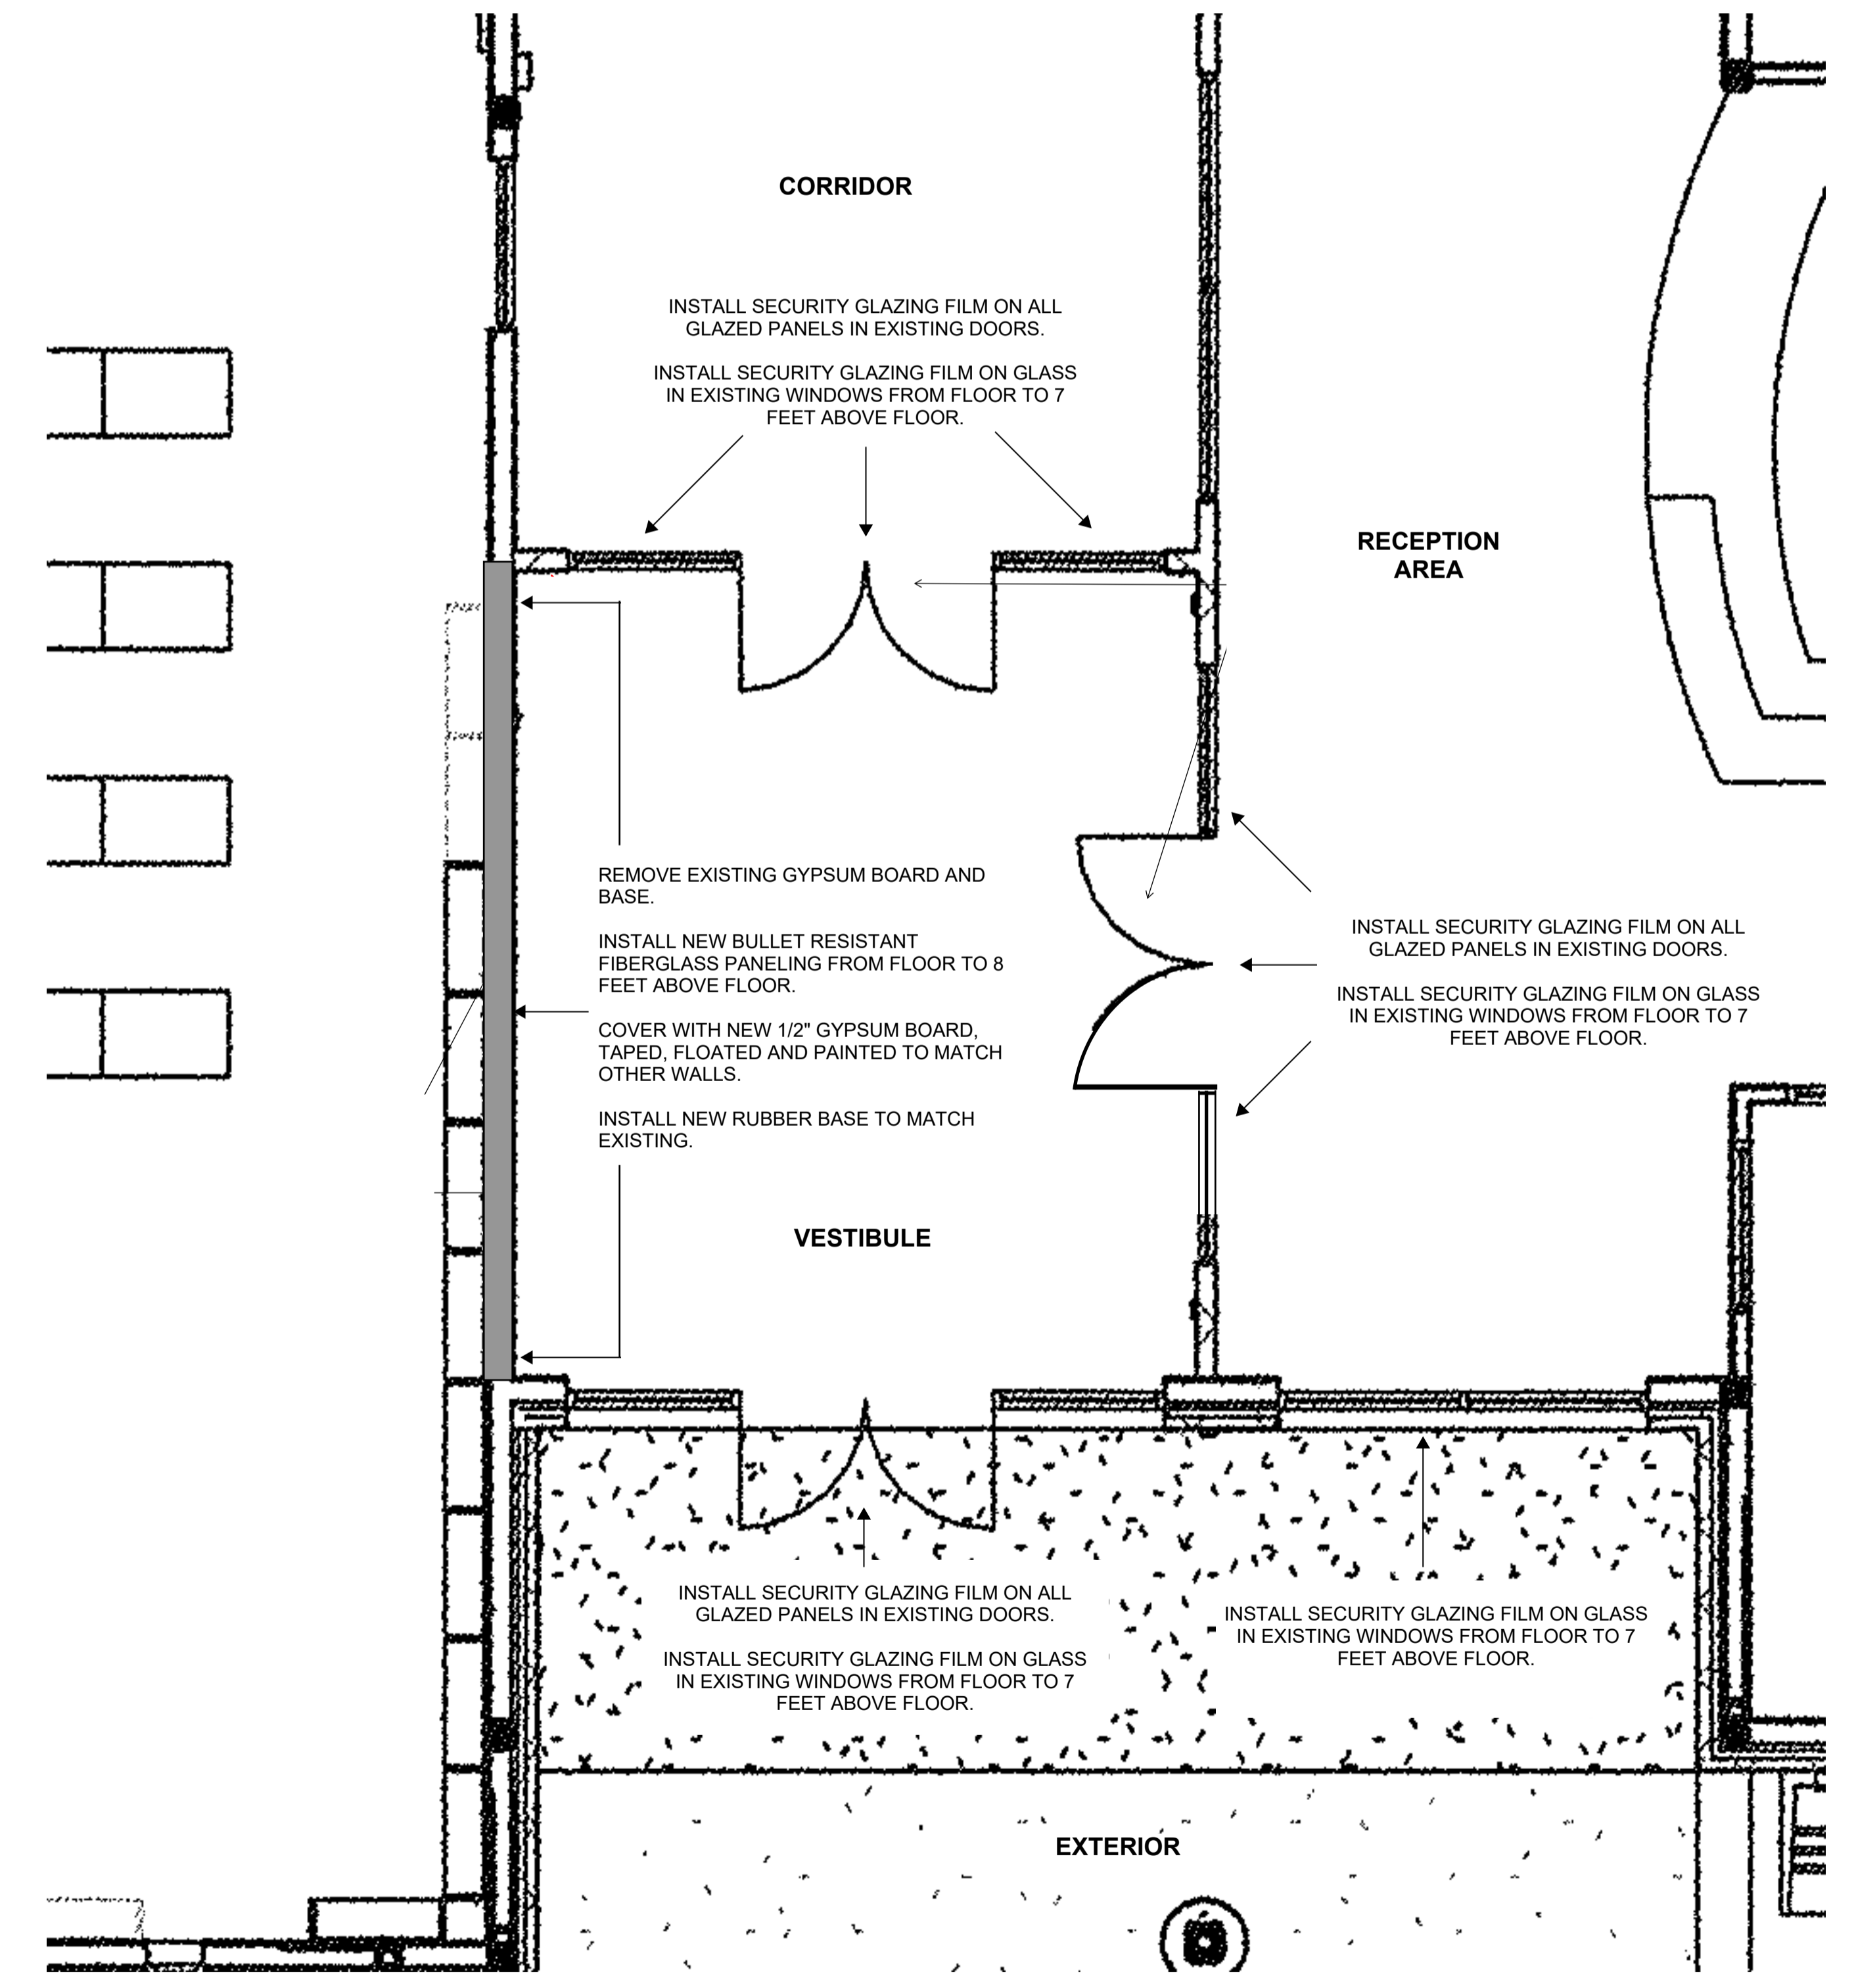 CORRIDOR
INSTALL SECURITY GLAZING FILM ON ALL
GLAZED PANELS IN EXISTING DOORS.
INSTALL SECURITY GLAZING FILM ON GLASS
IN EXISTING WINDOWS FROM FLOOR TO 7
FEET ABOVE FLOOR.
RECEPTION
AREA
REMOVE EXISTING GYPSUM BOARD AND
BASE.
INSTALL NEW BULLET RESISTANT
FIBERGLASS PANELING FROM FLOOR TO 8
FEET ABOVE FLOOR.
COVER WITH NEW 1/2" GYPSUM BOARD,
TAPED, FLOATED AND PAINTED TO MATCH
OTHER WALLS.
INSTALL NEW RUBBER BASE TO MATCH
EXISTING.
INSTALL SECURITY GLAZING FILM ON ALL
GLAZED PANELS IN EXISTING DOORS.
INSTALL SECURITY GLAZING FILM ON GLASS
IN EXISTING WINDOWS FROM FLOOR TO 7
FEET ABOVE FLOOR.
VESTIBULE
INSTALL SECURITY GLAZING FILM ON ALL
GLAZED PANELS IN EXISTING DOORS.
INSTALL SECURITY GLAZING FILM ON GLASS
IN EXISTING WINDOWS FROM FLOOR TO 7
FEET ABOVE FLOOR.
INSTALL SECURITY GLAZING FILM ON GLASS
IN EXISTING WINDOWS FROM FLOOR TO 7
FEET ABOVE FLOOR.
EXTERIOR